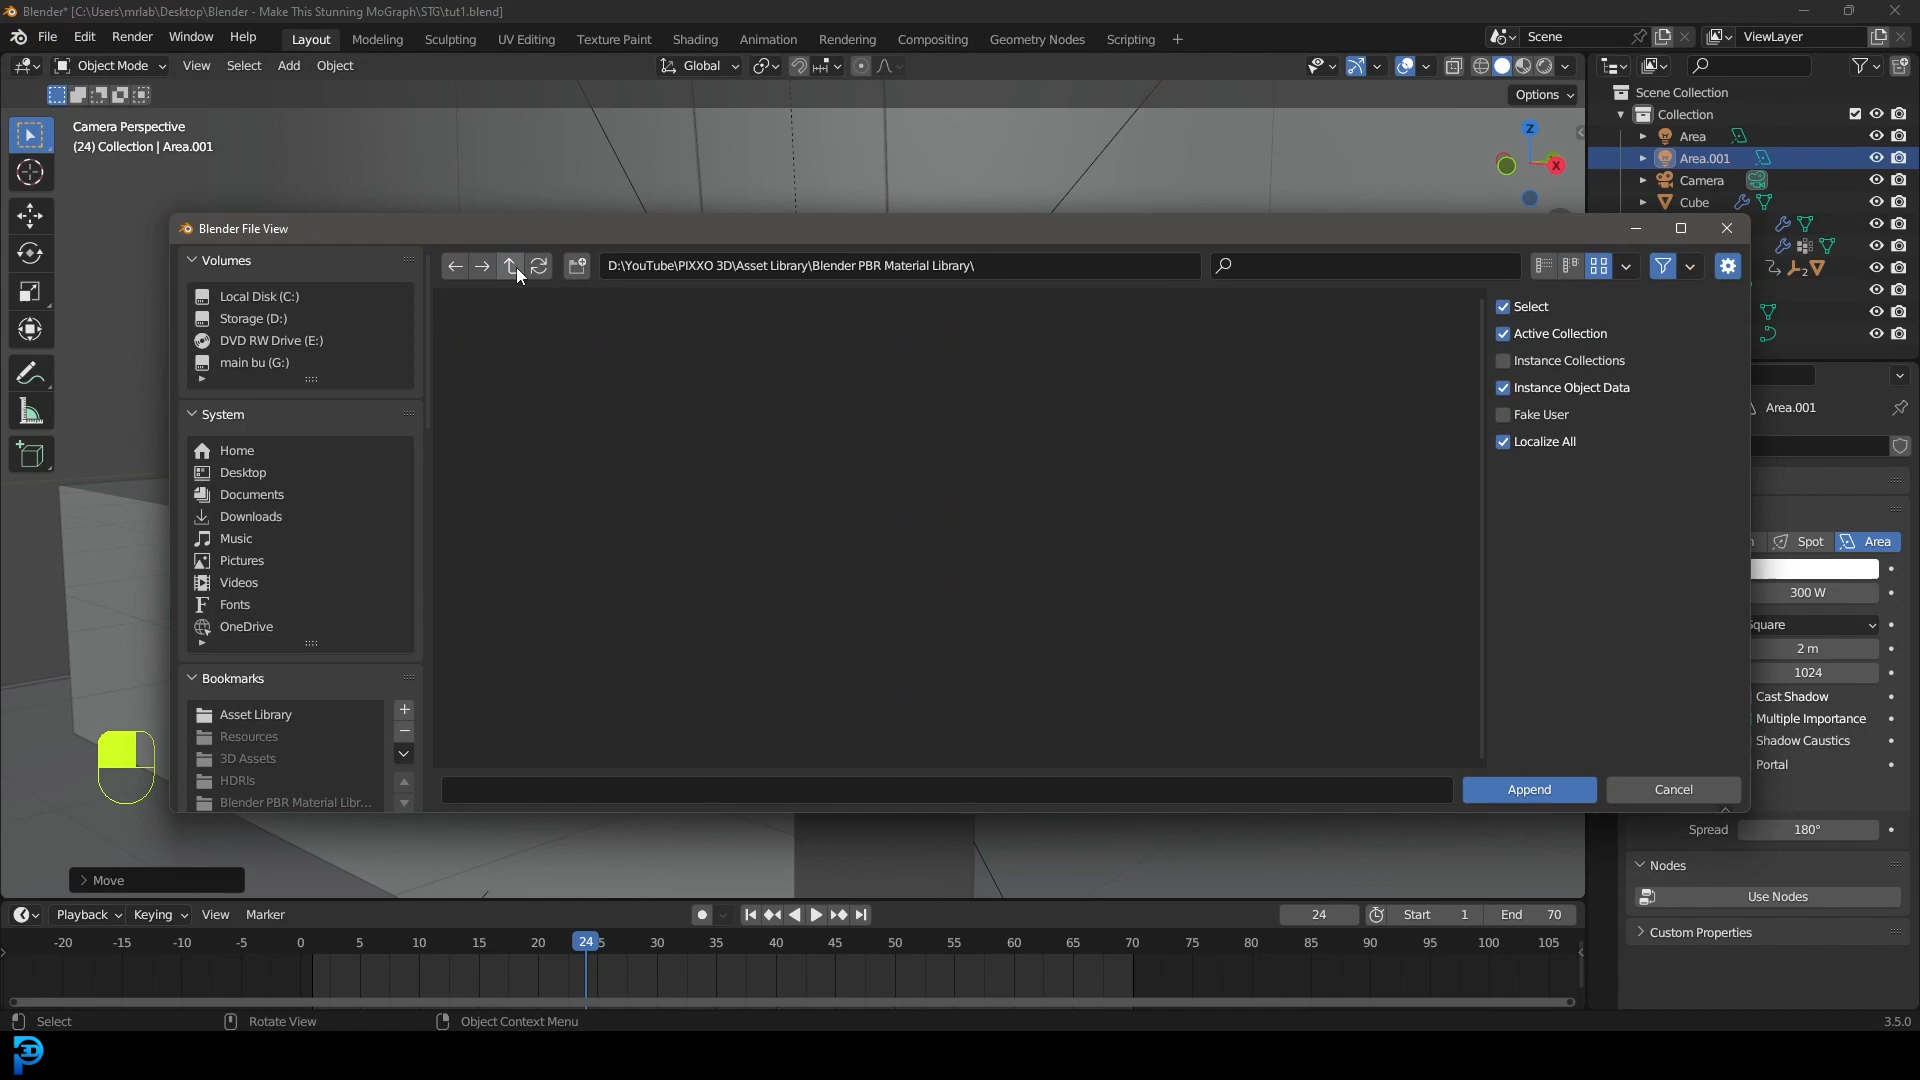 Blender* [C:\Users\mrlab\Desktop\Blender - Make This Stunning MoGraph\STG\tut1.blend]
File Edit Render Window Help Layout Modeling Sculpting UV Editing Texture Paint Shading Animation Rendering Compositing Geometry Nodes Scripting + Scene ViewLayer
Object Mode View Select Add Object Global
Options
Camera Perspective
(24) Collection | Area.001
Z
X
Scene Collection
Collection
Area
Area.001
Camera
Cube
2
Blender File View
Volumes
Local Disk (C:)
Storage (D:)
DVD RW Drive (E:)
main bu (G:)
System
Home
Desktop
Documents
Downloads
Music
Pictures
Videos
Fonts
OneDrive
Bookmarks
Asset Library
Resources
3D Assets
HDRIs
Blender PBR Material Libr...
D:\YouTube\PIXXO 3D\Asset Library\Blender PBR Material Library\
Select
Active Collection
Instance Collections
Instance Object Data
Fake User
Localize All
Append Cancel
Area.001
Spot Area
300 W
Square
2 m
1024
Cast Shadow
Multiple Importance
Shadow Caustics
Portal
Spread 180°
Nodes
Use Nodes
Custom Properties
Move
Playback Keying View Marker 24 Start 1 End 70
-20 -15 -10 -5 0 5 10 15 20 24 30 35 40 45 50 55 60 65 70 75 80 85 90 95 100 105
Select Rotate View Object Context Menu 3.5.0
3D